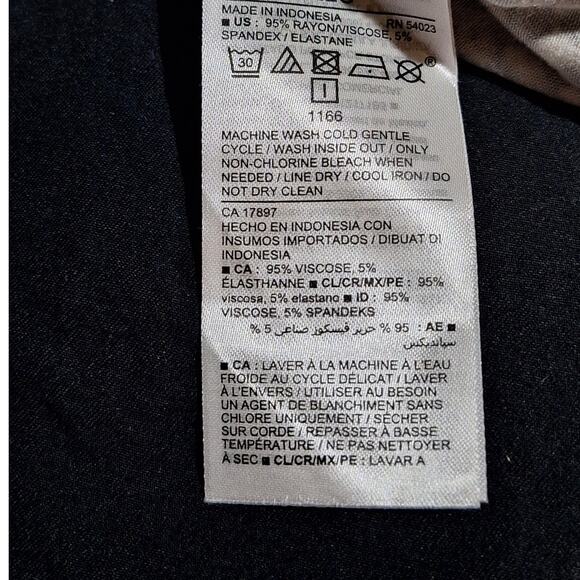 MADE IN INDONESIA RN 54023
■ US : 95% RAYON/VISCOSE, 5%
SPANDEX / ELASTANE
30
®
I
1166
MACHINE WASH COLD GENTLE
CYCLE / WASH INSIDE OUT / ONLY
NON-CHLORINE BLEACH WHEN
NEEDED / LINE DRY / COOL IRON / DO
NOT DRY CLEAN
CA 17897
HECHO EN INDONESIA CON
INSUMOS IMPORTADOS / DIBUAT DI
INDONESIA
■ CA : 95% VISCOSE, 5%
ÉLASTHANNE ■ CL/CR/MX/PE : 95%
viscosa, 5% elastano ■ ID : 95%
VISCOSE, 5% SPANDEKS
■ AE : 95 % حرير فيسكوز صناعي 5 %
سباندیکس
■ CA : LAVER À LA MACHINE À L'EAU
FROIDE AU CYCLE DÉLICAT / LAVER
À L'ENVERS / UTILISER AU BESOIN
UN AGENT DE BLANCHIMENT SANS
CHLORE UNIQUEMENT / SÉCHER
SUR CORDE / REPASSER À BASSE
TEMPÉRATURE / NE PAS NETTOYER
À SEC ■ CL/CR/MX/PE : LAVAR A